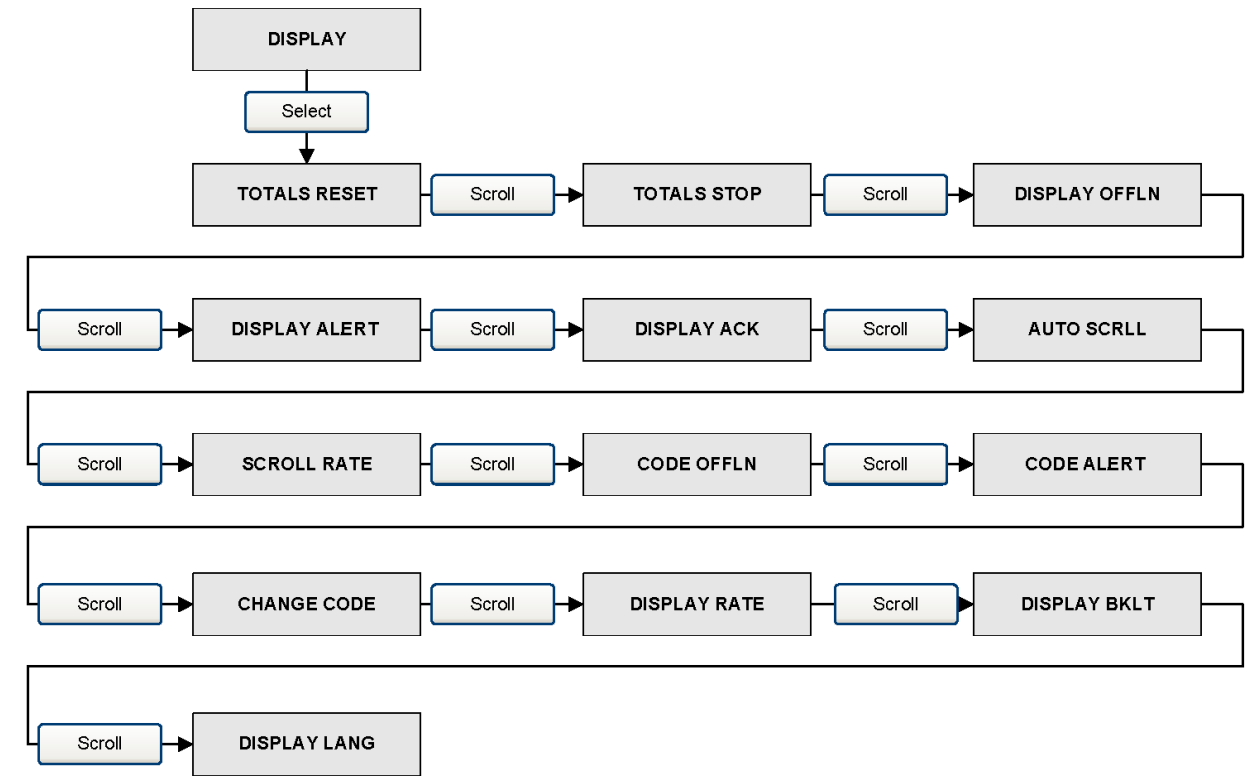 DISPLAY
Select
TOTALS RESET Scroll TOTALS STOP Scroll DISPLAY OFFLN
Scroll DISPLAY ALERT Scroll DISPLAY ACK Scroll AUTO SCRLL
Scroll SCROLL RATE Scroll CODE OFFLN Scroll CODE ALERT
Scroll CHANGE CODE Scroll DISPLAY RATE Scroll DISPLAY BKLT
Scroll DISPLAY LANG